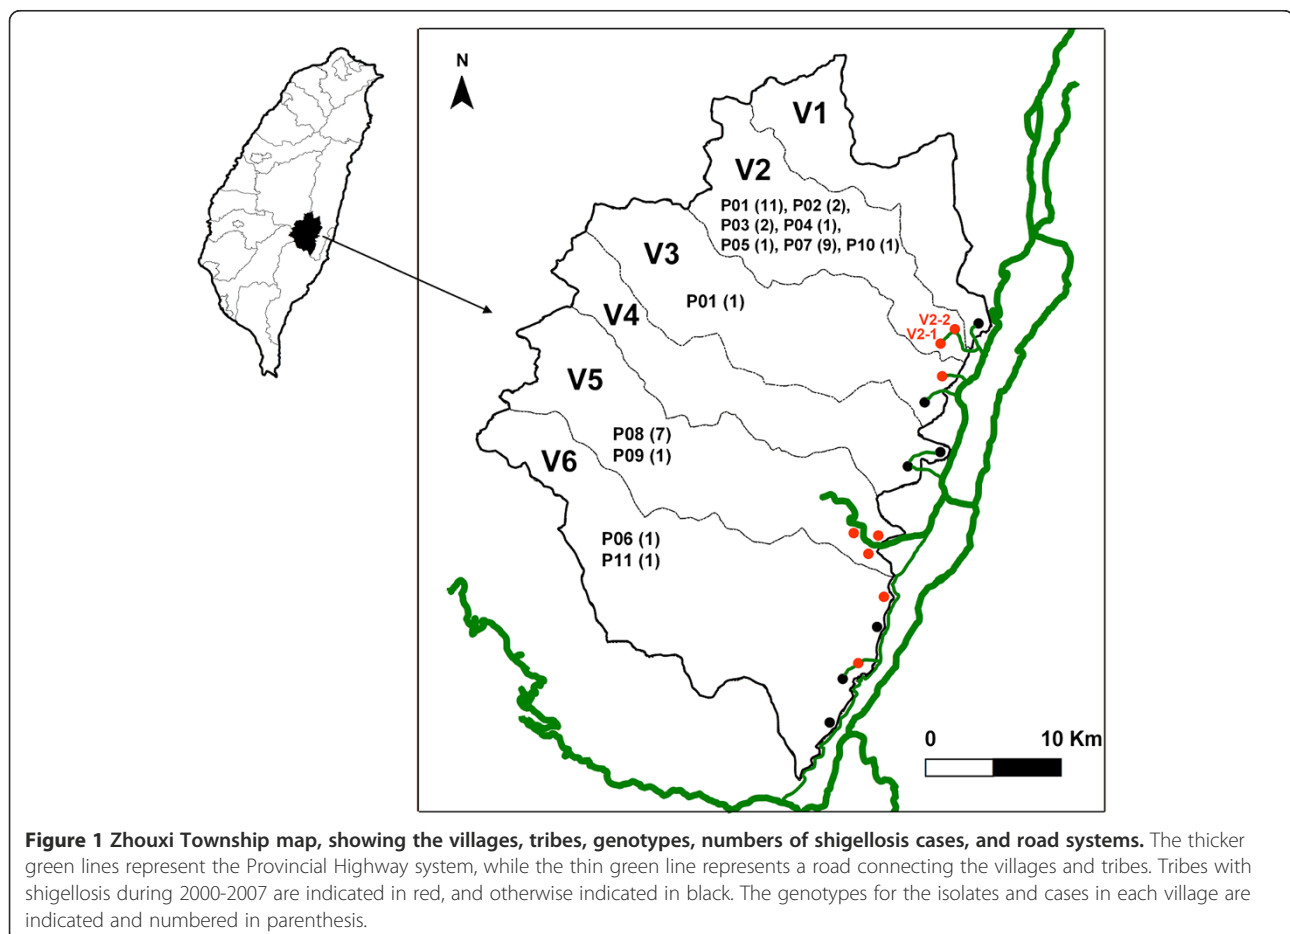 N
V1
V2
P01 (11), P02 (2),
P03 (2), P04 (1),
P05 (1), P07 (9), P10 (1)
V3
P01 (1)
V2-2
V2-1
V4
V5
P08 (7)
P09 (1)
V6
P06 (1)
P11 (1)
0 10 Km
Figure 1 Zhouxi Township map, showing the villages, tribes, genotypes, numbers of shigellosis cases, and road systems. The thicker
green lines represent the Provincial Highway system, while the thin green line represents a road connecting the villages and tribes. Tribes with
shigellosis during 2000-2007 are indicated in red, and otherwise indicated in black. The genotypes for the isolates and cases in each village are
indicated and numbered in parenthesis.